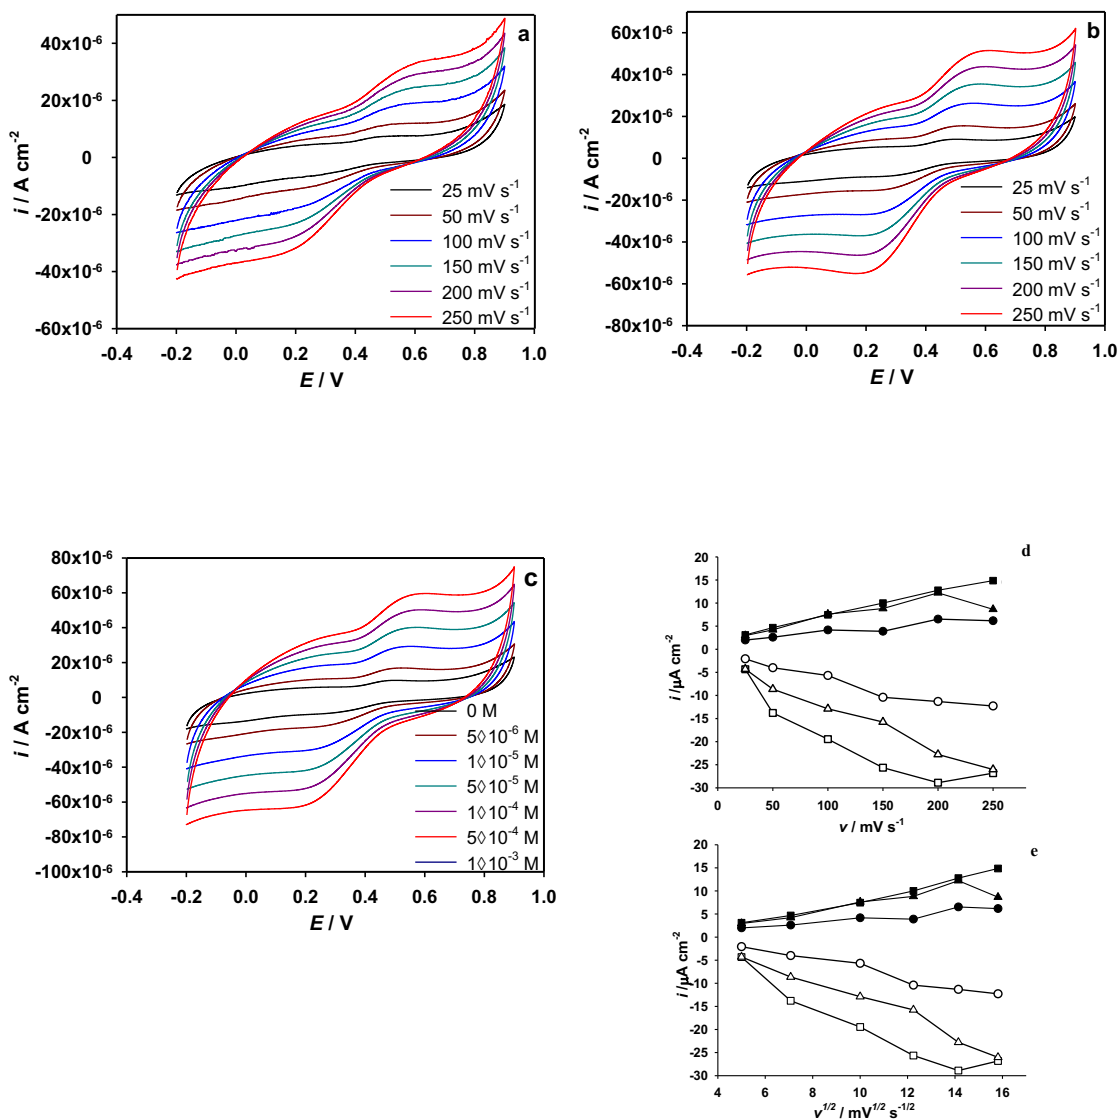 a
40x10-6
20x10-6
0
-20x10-6
-40x10-6
-60x10-6
i / A cm-2
25 mV s-1
50 mV s-1
100 mV s-1
150 mV s-1
200 mV s-1
250 mV s-1
-0.4 -0.2 0.0 0.2 0.4 0.6 0.8 1.0
E / V
b
60x10-6
40x10-6
20x10-6
0
-20x10-6
-40x10-6
-60x10-6
-80x10-6
i / A cm-2
25 mV s-1
50 mV s-1
100 mV s-1
150 mV s-1
200 mV s-1
250 mV s-1
-0.4 -0.2 0.0 0.2 0.4 0.6 0.8 1.0
E / V
c
80x10-6
60x10-6
40x10-6
20x10-6
0
-20x10-6
-40x10-6
-60x10-6
-80x10-6
-100x10-6
i / A cm-2
0 M
5◊10-6 M
1◊10-5 M
5◊10-5 M
1◊10-4 M
5◊10-4 M
1◊10-3 M
-0.4 -0.2 0.0 0.2 0.4 0.6 0.8 1.0
E / V
d
20
15
10
5
0
-5
-10
-15
-20
-25
-30
i /µA cm-2
0 50 100 150 200 250
v / mV s-1
e
20
15
10
5
0
-5
-10
-15
-20
-25
-30
i /µA cm-2
4 6 8 10 12 14 16
v1/2 / mV1/2 s-1/2